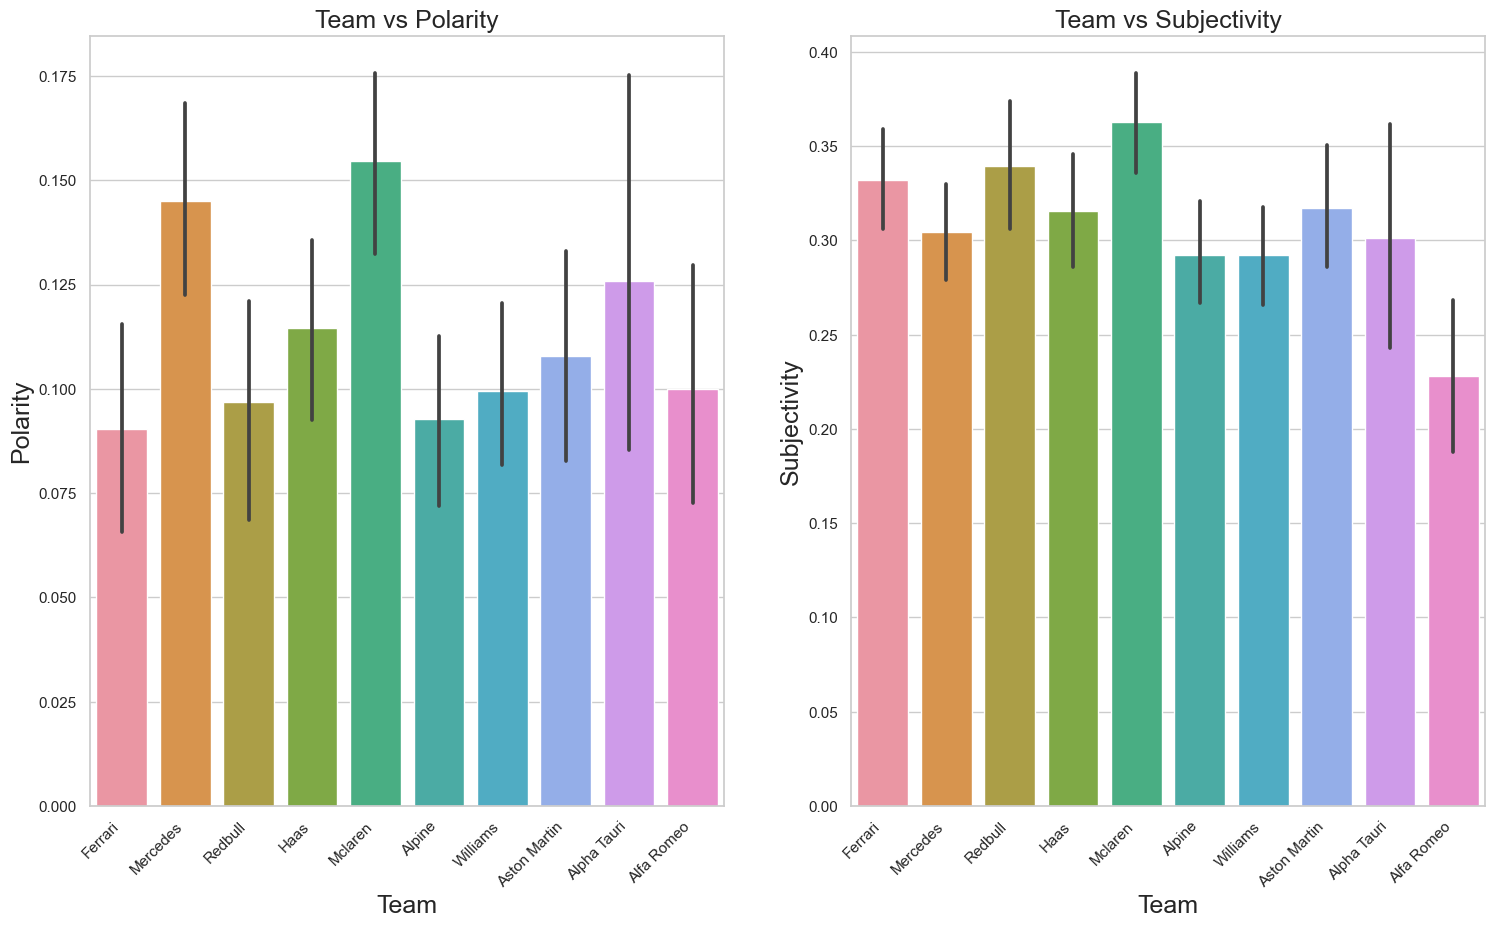 Team vs Polarity
Polarity
0.175
0.150
0.125
0.100
0.075
0.050
0.025
0.000
Ferrari
Mercedes
Redbull
Haas
Mclaren
Alpine
Williams
Aston Martin
Alpha Tauri
Alfa Romeo
Team
Team vs Subjectivity
Subjectivity
0.40
0.35
0.30
0.25
0.20
0.15
0.10
0.05
0.00
Ferrari
Mercedes
Redbull
Haas
Mclaren
Alpine
Williams
Aston Martin
Alpha Tauri
Alfa Romeo
Team